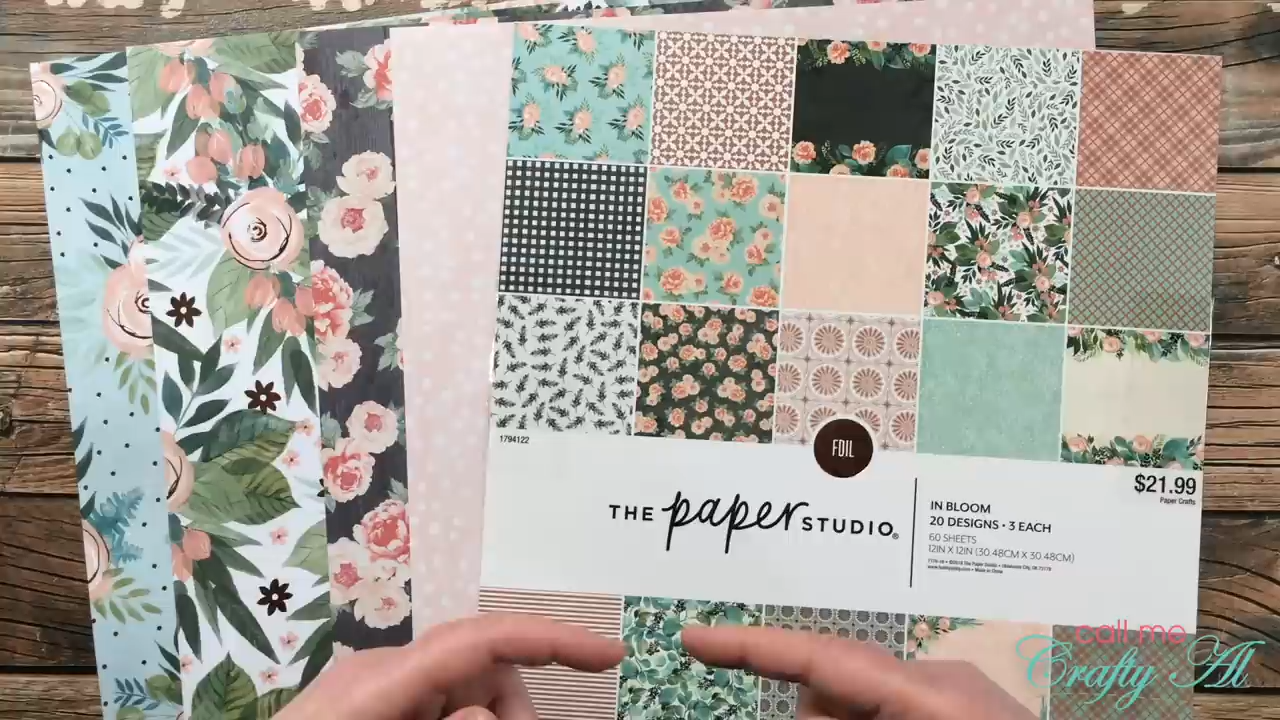 1794122
FOIL
THE paper STUDIO®
$21.99
Paper Crafts
IN BLOOM
20 DESIGNS • 3 EACH
60 SHEETS
12IN X 12IN (30.48CM X 30.48CM)
call me
Crafty Al